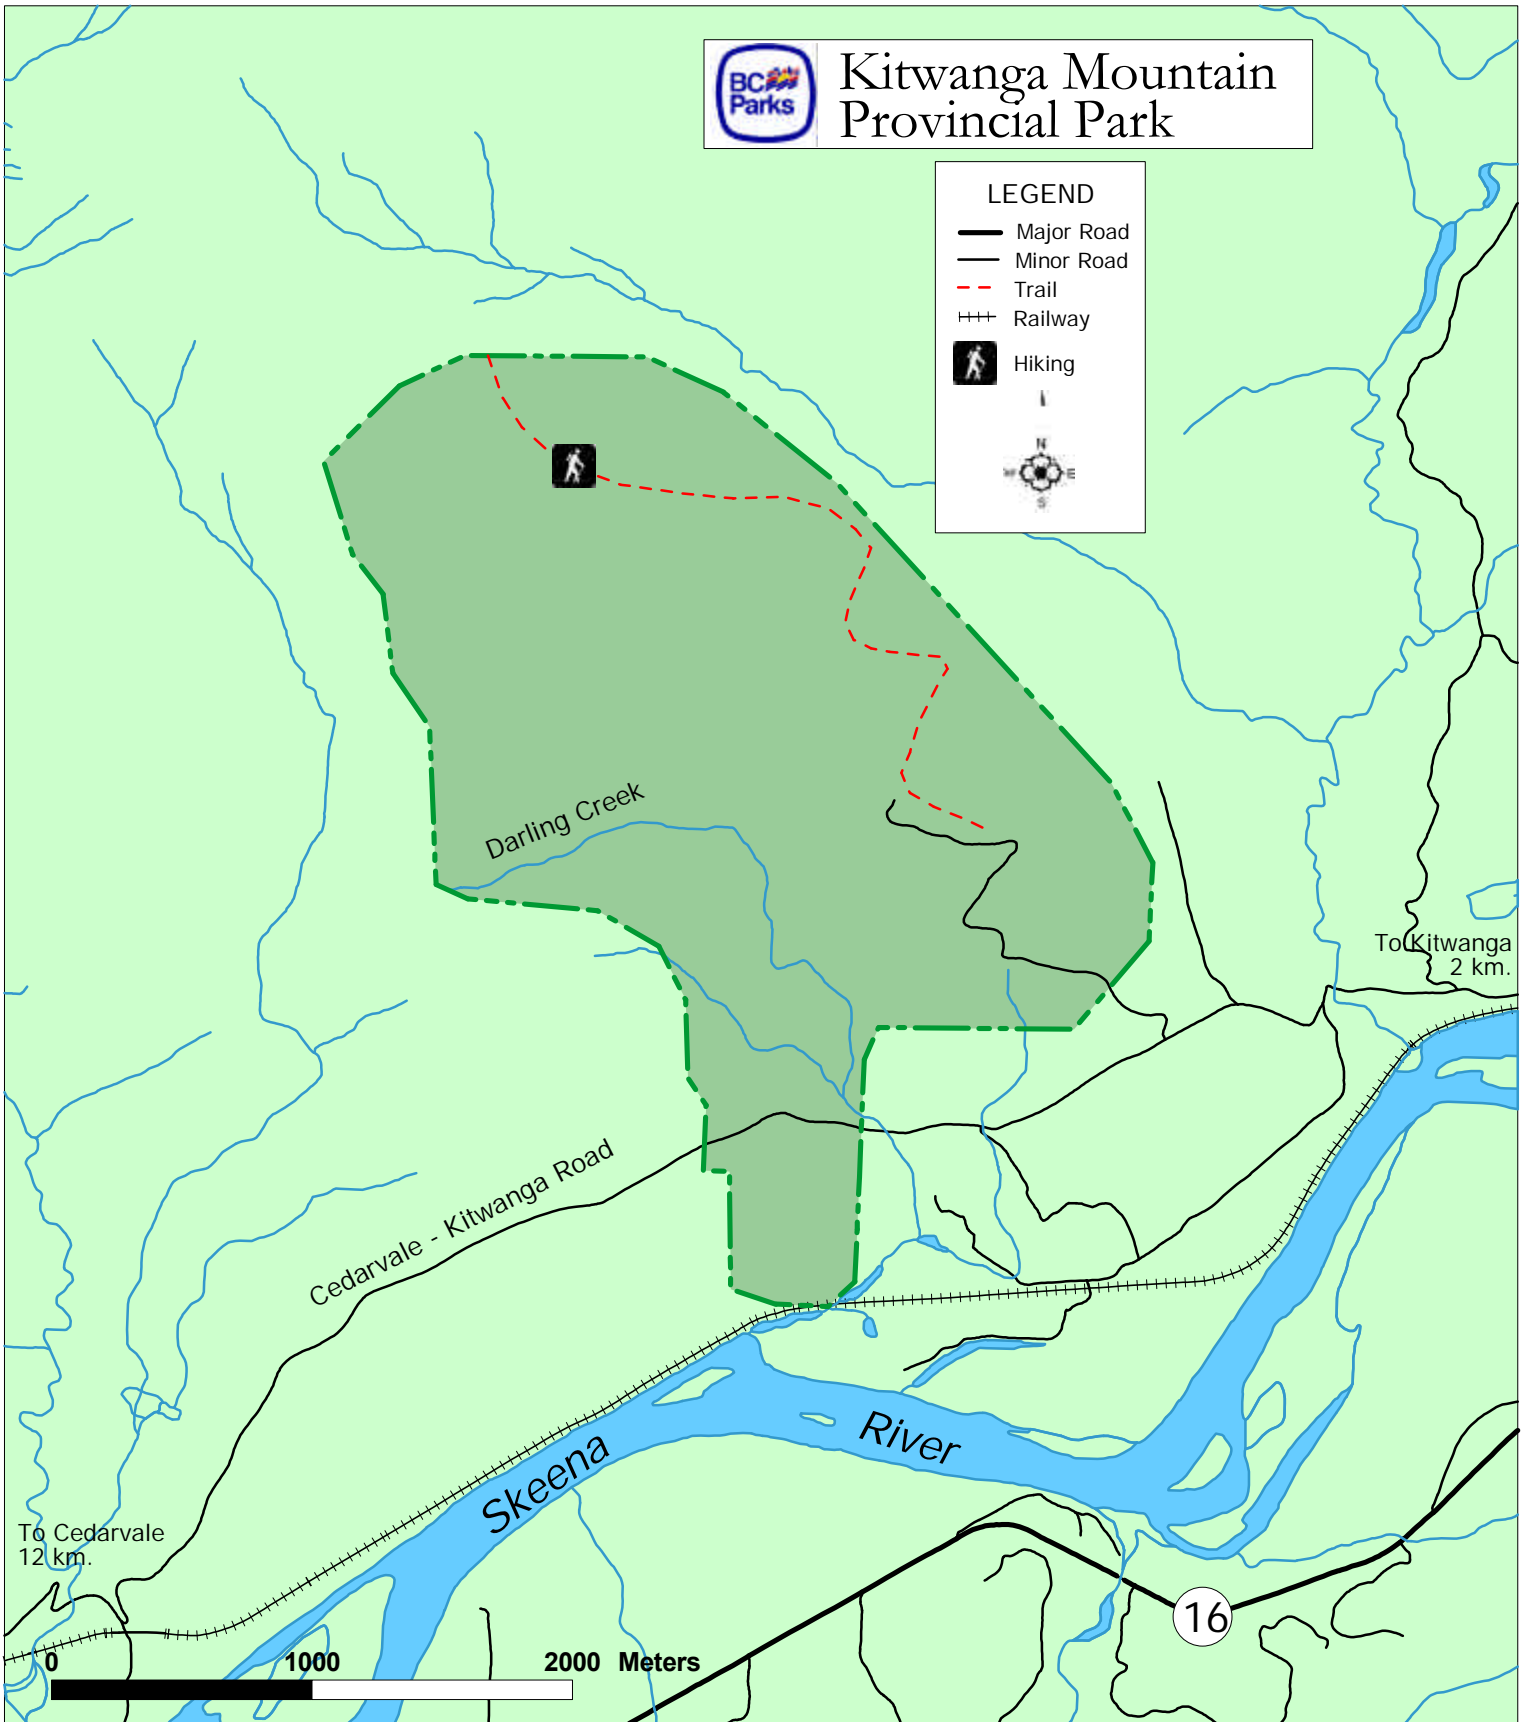 BC
Parks
Kitwanga Mountain
Provincial Park
LEGEND
Major Road
Minor Road
Trail
Railway
Hiking
N
E
S
Darling Creek
To Kitwanga
2 km.
Cedarvale - Kitwanga Road
River
Skeena
To Cedarvale
12 km.
16
0 1000 2000 Meters